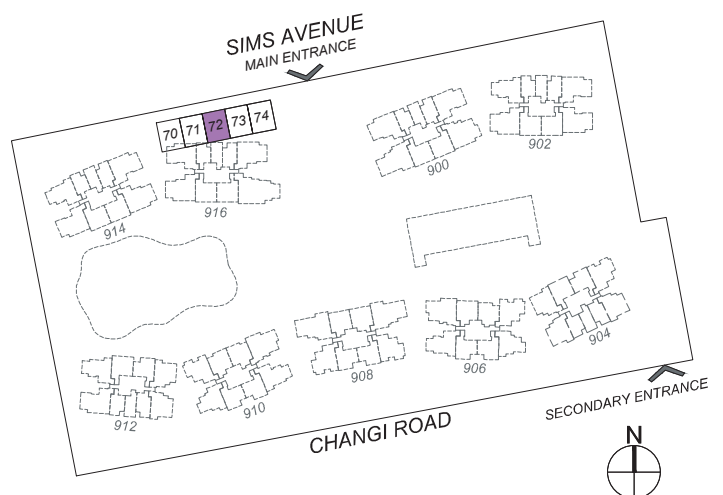 SIMS AVENUE
MAIN ENTRANCE
70 71 72 73 74
902
900
916
914
904
906
908
910
912
SECONDARY ENTRANCE
CHANGI ROAD
N